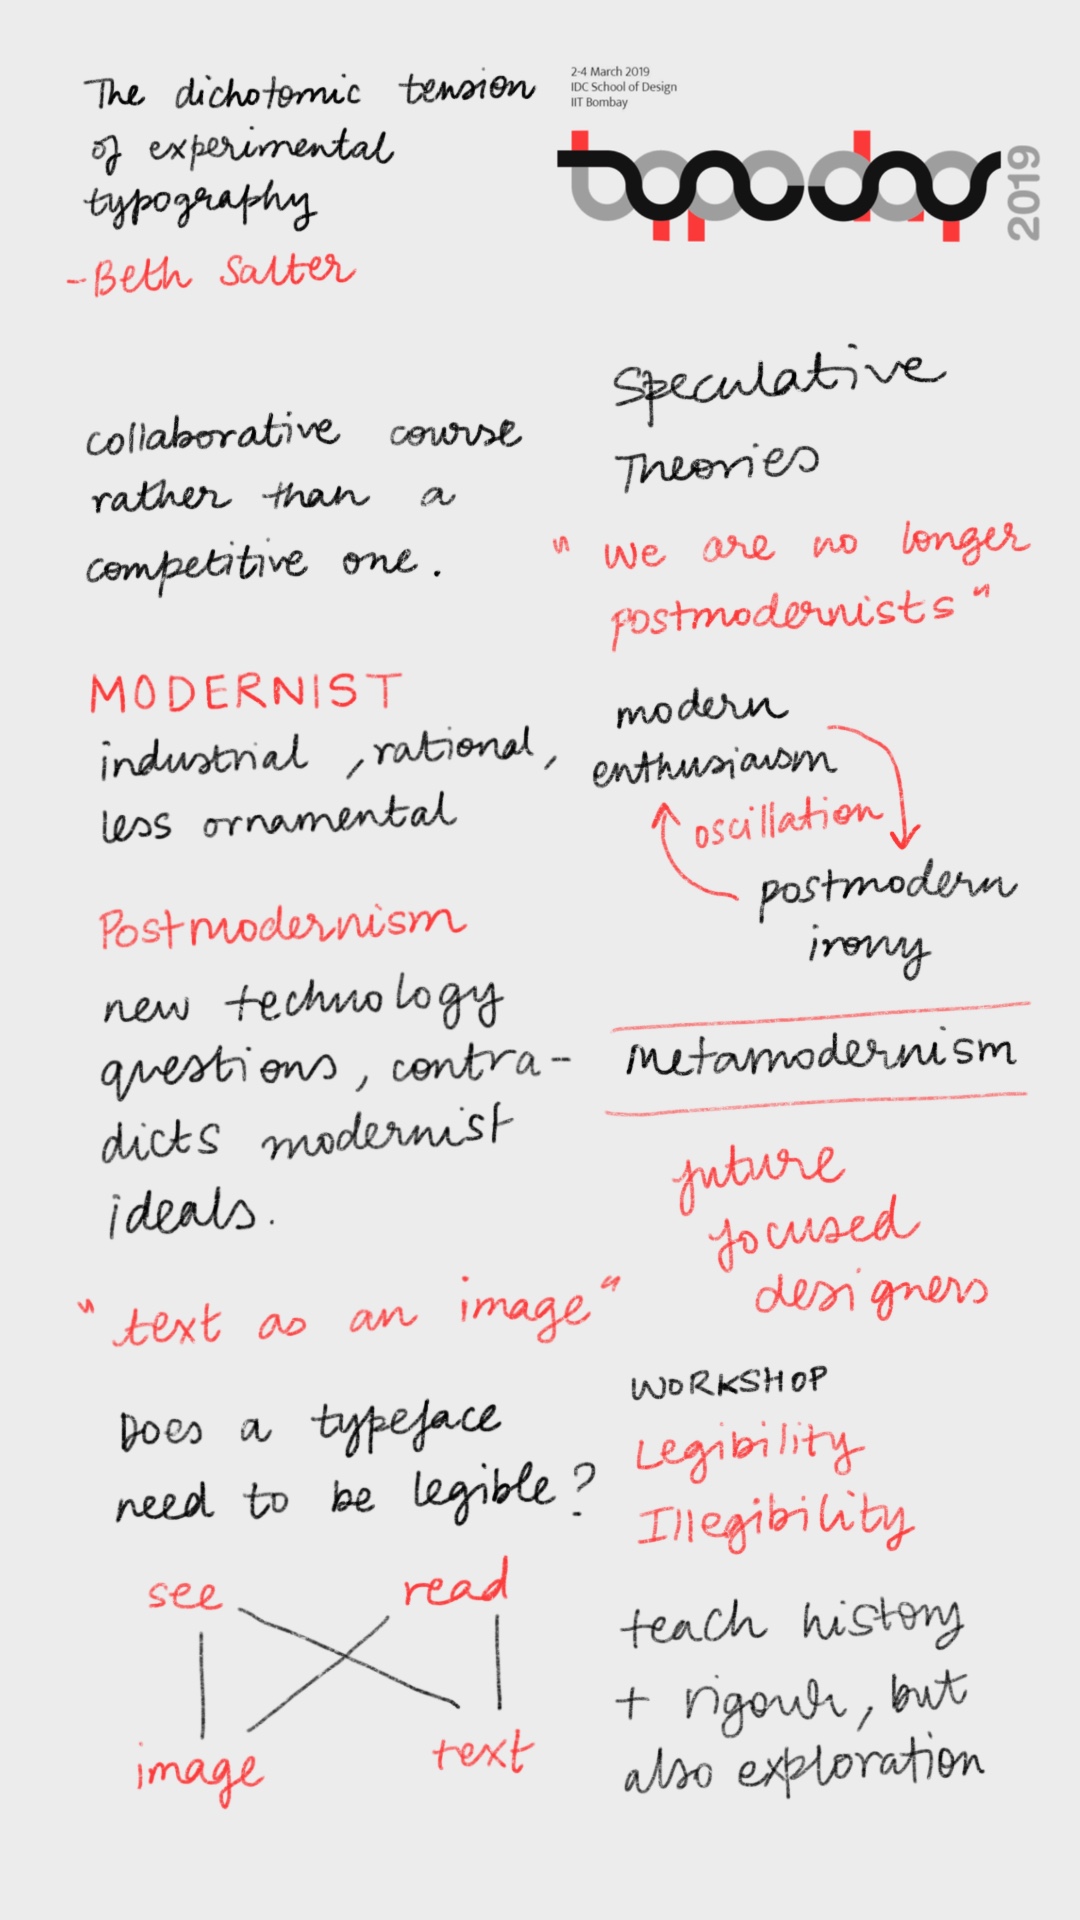 The dichotomic tension
of experimental
typography
-Beth Salter
2-4 March 2019
IDC School of Design
IIT Bombay
typoday
2019
collaborative course
rather than a
competitive one.
MODERNIST
industrial, rational,
less ornamental
Postmodernism
new technology
questions, contra-
dicts modernist
ideals.
"text as an image"
Does a typeface
need to be legible?
see read
image text
Speculative
Theories
"We are no longer
postmodernists"
modern
enthusiasm
oscillation
postmodern
irony
Metamodernism
future
focused
designers
WORKSHOP
Legibility
Illegibility
teach history
+ rigour, but
also exploration